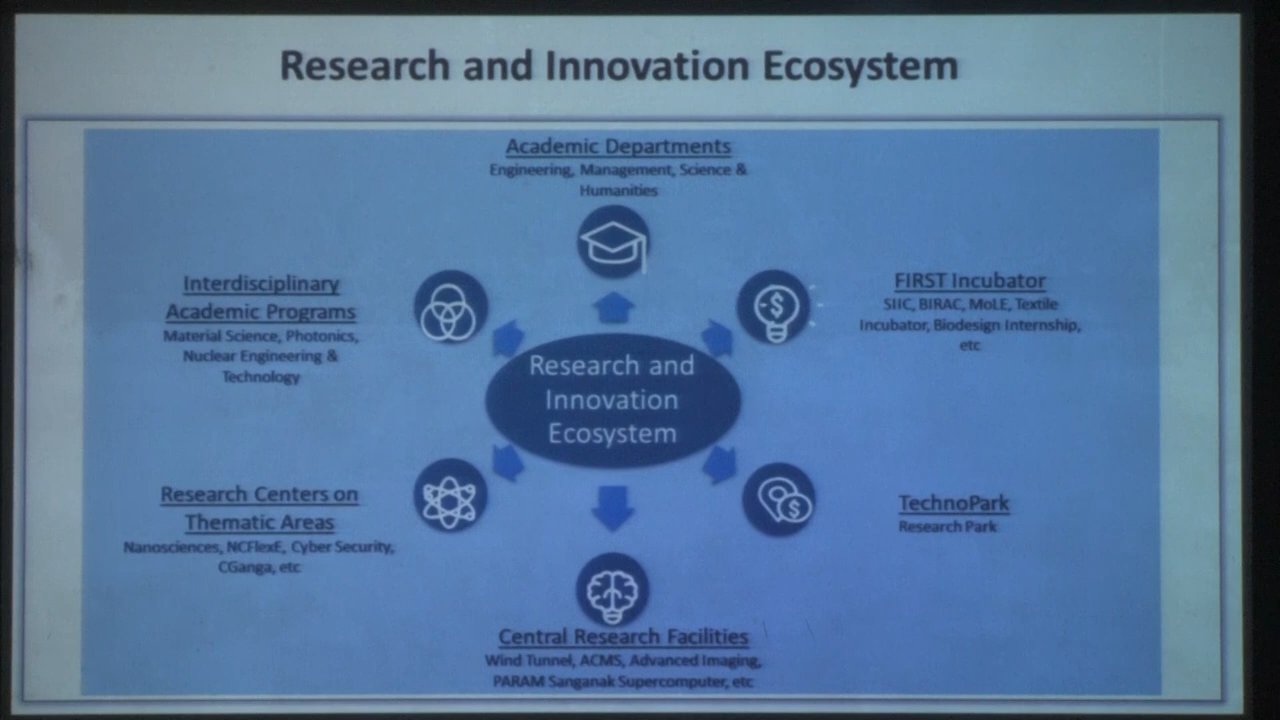 Research and Innovation Ecosystem
Academic Departments
Engineering, Management, Science &
Humanities
Interdisciplinary
Academic Programs
Material Science, Photonics,
Nuclear Engineering &
Technology
FIRST Incubator
SIIC, BIRAC, MoLE, Textile
Incubator, Biodesign Internship,
etc
Research and
Innovation
Ecosystem
Research Centers on
Thematic Areas
Nanosciences, NCFlexE, Cyber Security,
CGanga, etc
TechnoPark
Research Park
Central Research Facilities
Wind Tunnel, ACMS, Advanced Imaging,
PARAM Sanganak Supercomputer, etc